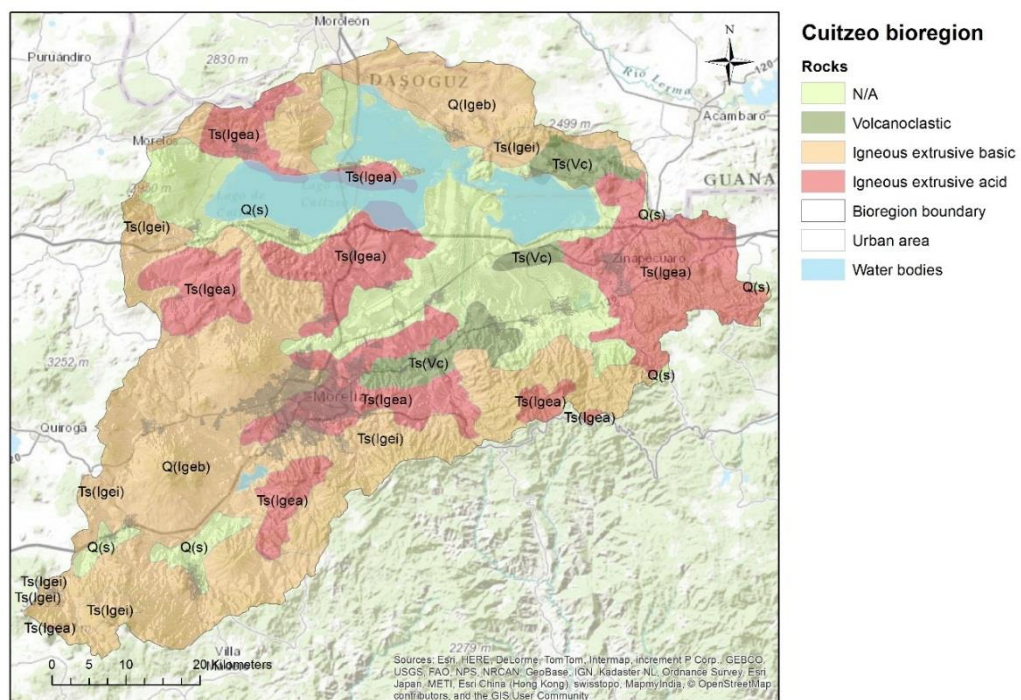 Cuitzeo bioregion
Rocks
N/A
Volcanoclastic
Igneous extrusive basic
Igneous extrusive acid
Bioregion boundary
Urban area
Water bodies
N
Moroleón
Puruándiro
2830 m
DAŞOGUZ
Río Lerma
120
Q(Igeb)
2499 m
Acámbaro
Ts(Igea)
Morelos
Ts(Igei)
Ts(Vc)
Ts(Igea)
GUANA
Q(s)
Q(s)
Ts(Igei)
Ts(Igea)
Ts(Vc)
Zinapécuaro
Ts(Igea)
Ts(Igea)
Q(s)
3252 m
Ts(Vc)
Q(s)
Morelia
Ts(Igea)
Ts(Igea)
Ts(Igea)
Quiroga
Ts(Igei)
Q(Igeb)
Ts(Igei)
Ts(Igea)
Q(s)
Q(s)
Ts(Igei)
Ts(Igei)
Ts(Igei)
Ts(Igea)
Villa
2279 m
0 5 10 20 Kilometers
Sources: Esri, HERE, DeLorme, TomTom, Intermap, increment P Corp., GEBCO,
USGS, FAO, NPS, NRCAN, GeoBase, IGN, Kadaster NL, Ordnance Survey, Esri
Japan, METI, Esri China (Hong Kong), swisstopo, MapmyIndia, © OpenStreetMap
contributors, and the GIS User Community